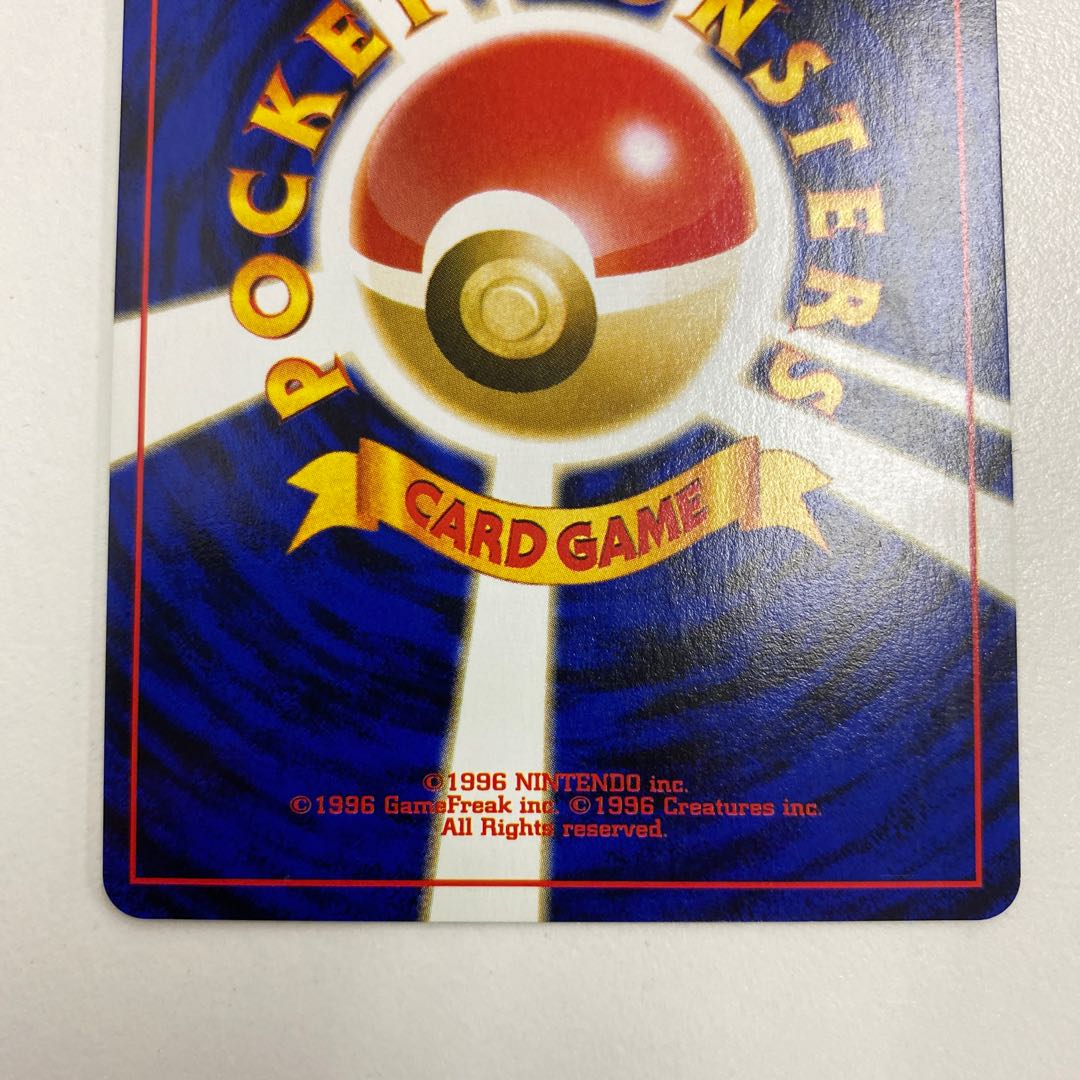 POCKET MONSTERS
CARD GAME
©1996 NINTENDO inc.
©1996 GameFreak inc. ©1996 Creatures inc.
All Rights reserved.